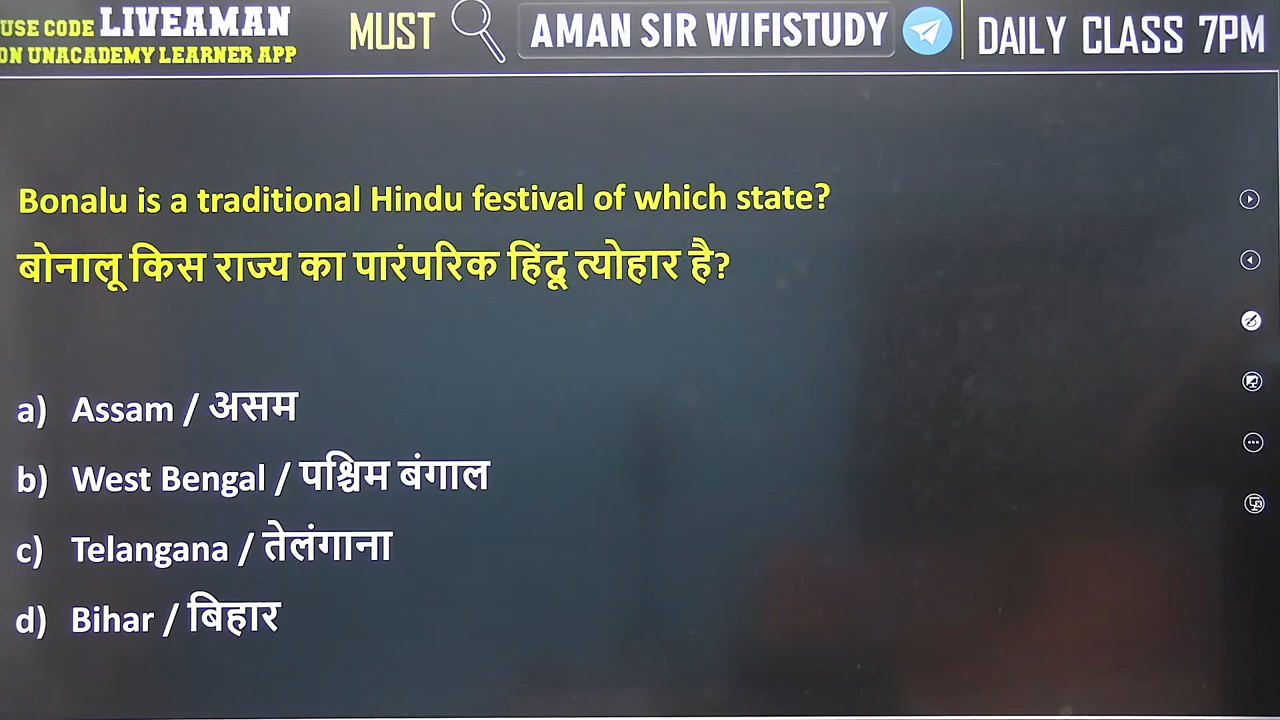 USE CODE LIVEAMAN
ON UNACADEMY LEARNER APP
MUST
AMAN SIR WIFISTUDY
DAILY CLASS 7PM
Bonalu is a traditional Hindu festival of which state?
बोनालू किस राज्य का पारंपरिक हिंदू त्योहार है?
a) Assam / असम
b) West Bengal / पश्चिम बंगाल
c) Telangana / तेलंगाना
d) Bihar / बिहार